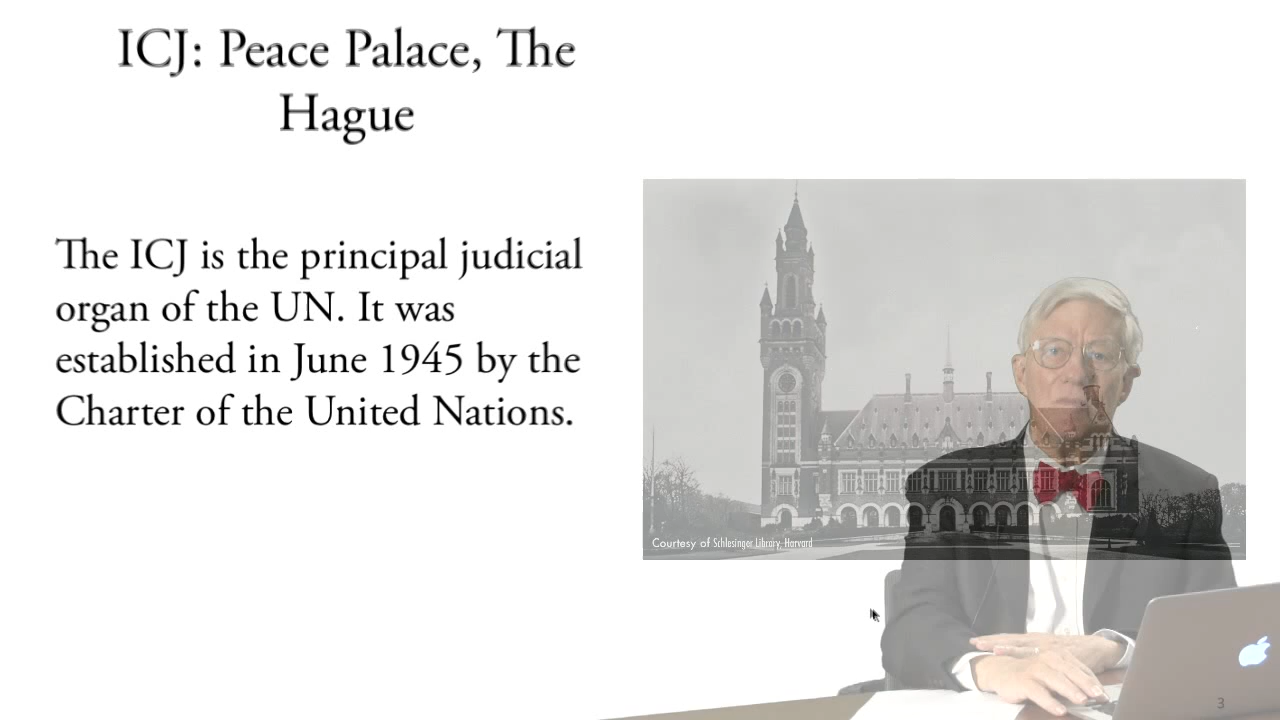 ICJ: Peace Palace, The
Hague
The ICJ is the principal judicial
organ of the UN. It was
established in June 1945 by the
Charter of the United Nations.
Courtesy of Schlesinger Library, Harvard
3